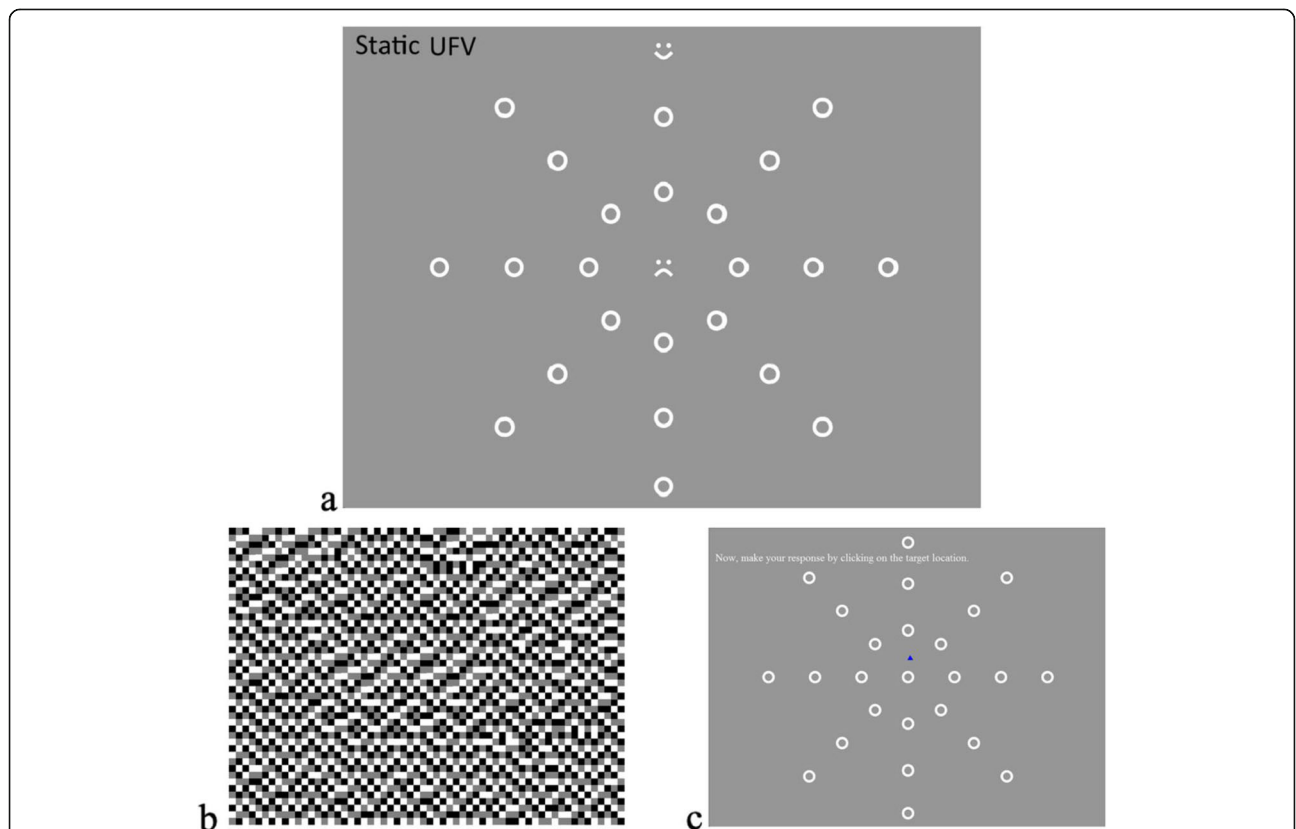 Static UFV
a
b
Now, make your response by clicking on the target location.
c